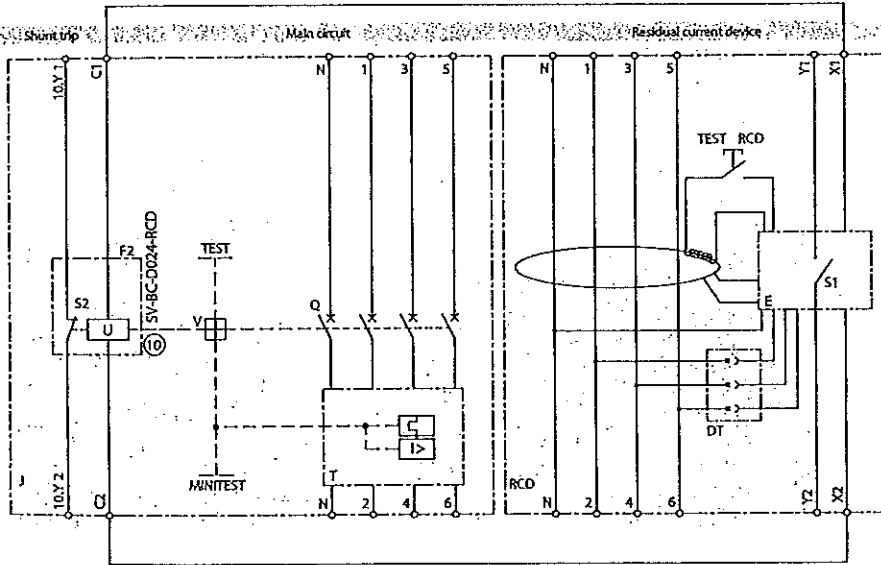 Shunt trip
Main circuit
Residual current device
10.Y 1
C1
N
1
3
5
N
1
3
5
Y1
X1
TEST RCD
F2
SV-BC-D024-RCD
TEST
S2
U
V
Q
10
E
S1
DT
I>
T
J
MINITEST
RCD
10.Y 2
C2
N
2
4
6
N
2
4
6
Y2
X2